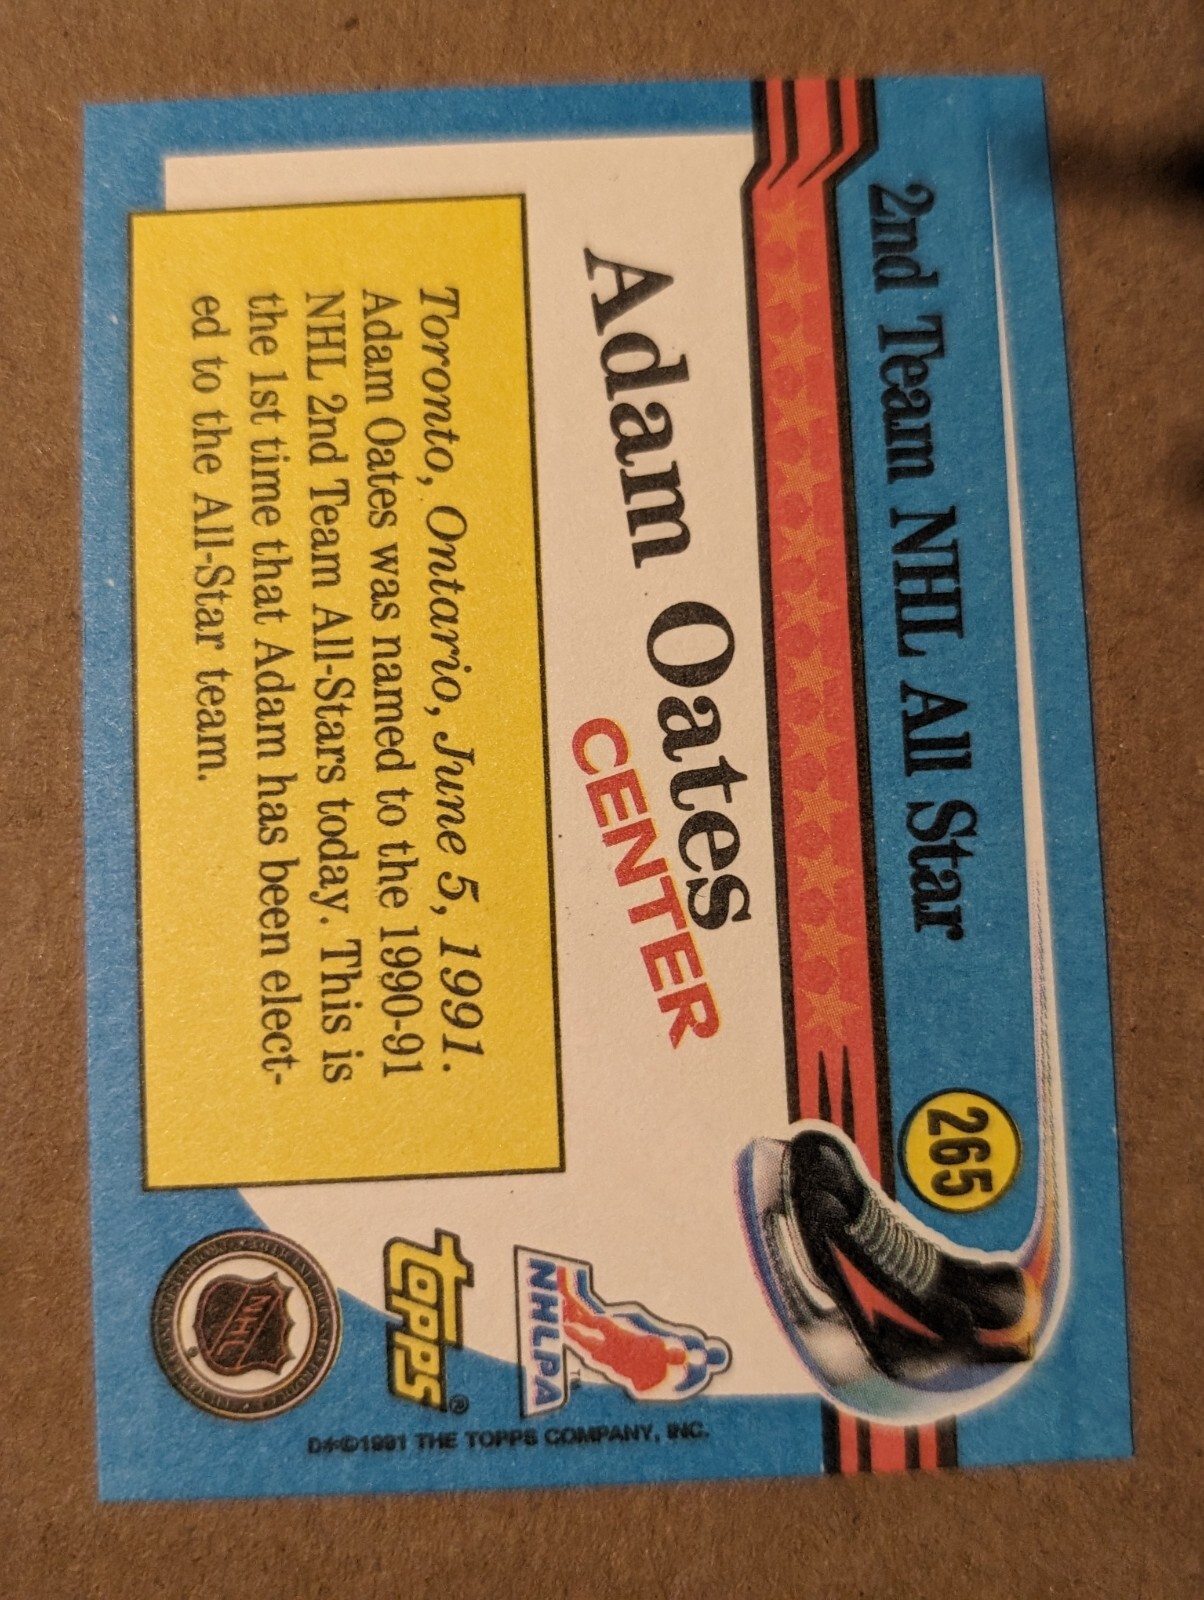 2nd Team NHL All Star
265
Adam Oates
CENTER
Toronto, Ontario, June 5, 1991.
Adam Oates was named to the 1990-91
NHL 2nd Team All-Stars today. This is
the 1st time that Adam has been elect-
ed to the All-Star team.
NHLPA™
TOPPS®
NHL
D✻©1991 THE TOPPS COMPANY, INC.